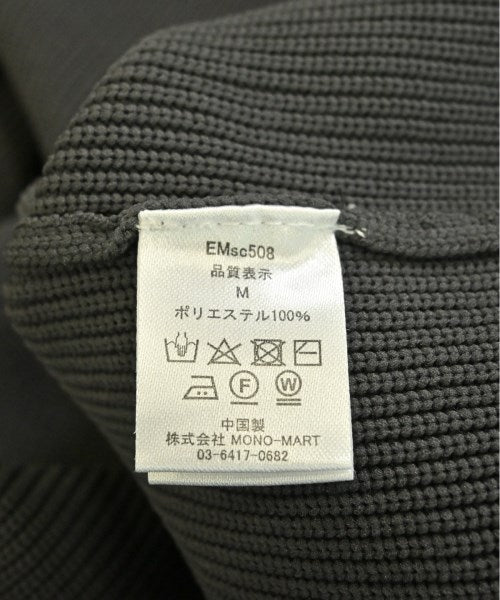 EMsc508
品質表示
M
ポリエステル100%
F W
中国製
株式会社 MONO-MART
03-6417-0682